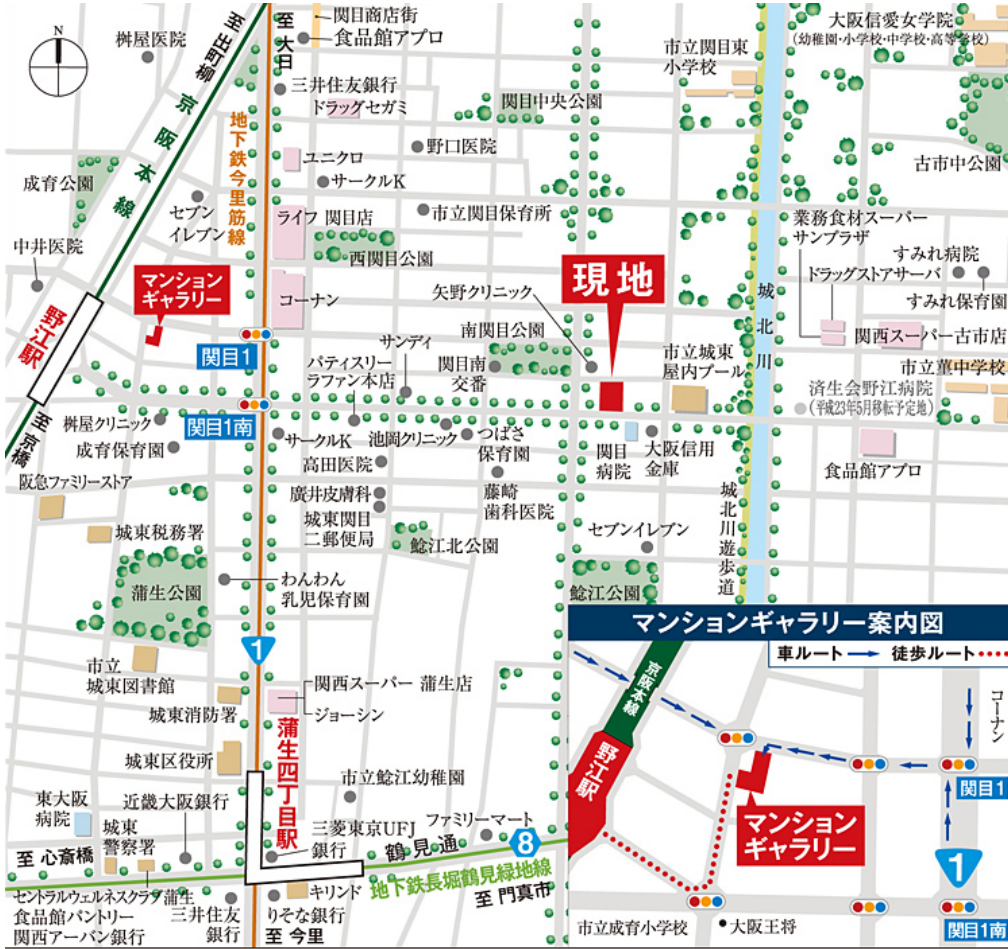 N
桝屋医院
至出町柳
京阪本線
至大日
関目商店街
食品館アプロ
三井住友銀行
ドラッグセガミ
地下鉄今里筋線
市立関目東
小学校
大阪信愛女学院
(幼稚園・小学校・中学校・高等学校)
関目中央公園
野口医院
ユニクロ
サークルK
古市中公園
成育公園
セブン
イレブン
中井医院
ライフ 関目店
市立関目保育所
西関目公園
業務食材スーパー
サンプラザ
ドラッグストアサーバ
すみれ病院
すみれ保育園
マンション
ギャラリー
コーナン
矢野クリニック
現地
城北川
野江駅
関目1
サンディ
南関目公園
関西スーパー古市店
パティスリー
ラファン本店
関目南
交番
市立城東
屋内プール
市立菫中学校
済生会野江病院
(平成23年5月移転予定地)
至京橋
桝屋クリニック
関目1南
成育保育園
サークルK
池岡クリニック
つばさ
保育園
関目
病院
大阪信用
金庫
食品館アプロ
高田医院
阪急ファミリーストア
廣井皮膚科
藤崎
歯科医院
城東税務署
城東関目
二郵便局
鯰江北公園
セブンイレブン
城北川遊歩道
蒲生公園
わんわん
乳児保育園
鯰江公園
1
市立
城東図書館
関西スーパー 蒲生店
ジョーシン
城東消防署
蒲生四丁目駅
城東区役所
市立鯰江幼稚園
東大阪
病院
近畿大阪銀行
城東
警察署
三菱東京UFJ
銀行
ファミリーマート
8
至 心斎橋
鶴見通
地下鉄長堀鶴見緑地線
至 門真市
セントラルウェルネスクラブ蒲生
食品館パントリー
関西アーバン銀行
三井住友
銀行
キリンド
りそな銀行
至 今里
マンションギャラリー案内図
車ルート
徒歩ルート
京阪本線
コーナン
野江駅
関目1
マンション
ギャラリー
1
市立成育小学校
大阪王将
関目1南